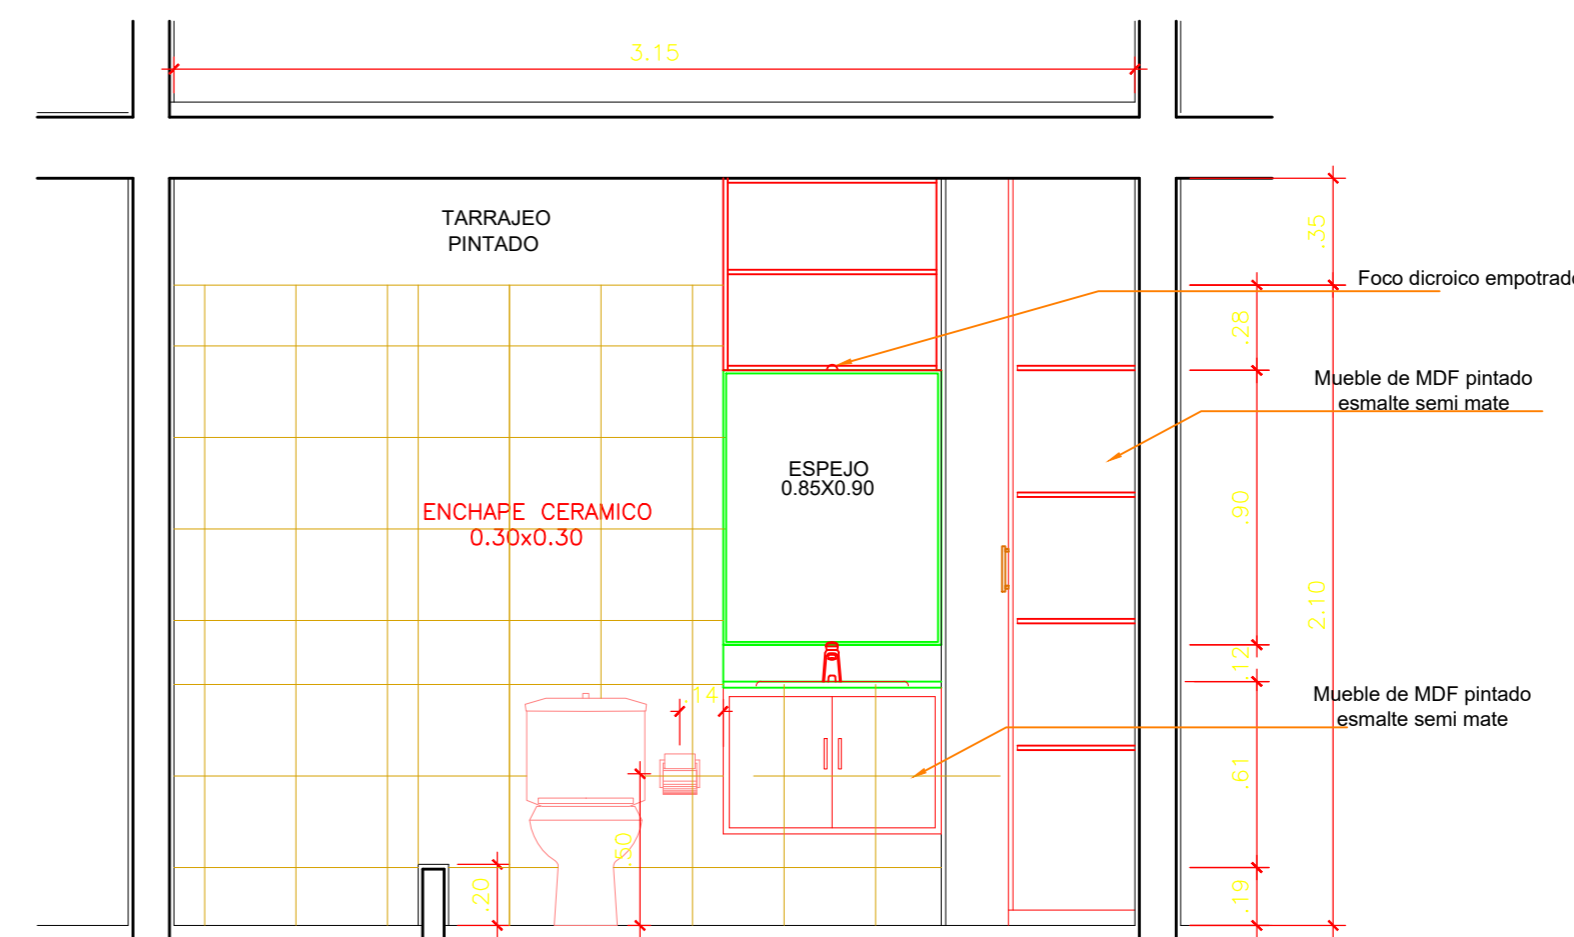 3.15
TARRAJEO
PINTADO
.35
Foco dicroico empotrado
.28
Mueble de MDF pintado
esmalte semi mate
ESPEJO
0.85X0.90
ENCHAPE CERAMICO
0.30x0.30
.90
2.10
.12
.14
Mueble de MDF pintado
esmalte semi mate
.61
.50
.20
.19